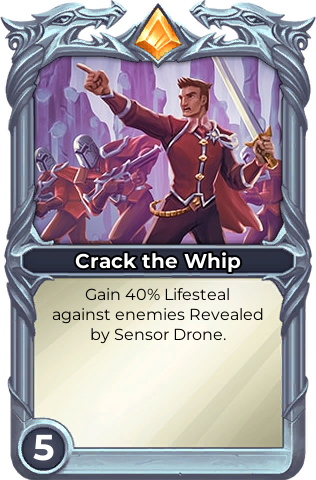 Crack the Whip
Gain 40% Lifesteal
against enemies Revealed
by Sensor Drone.
5